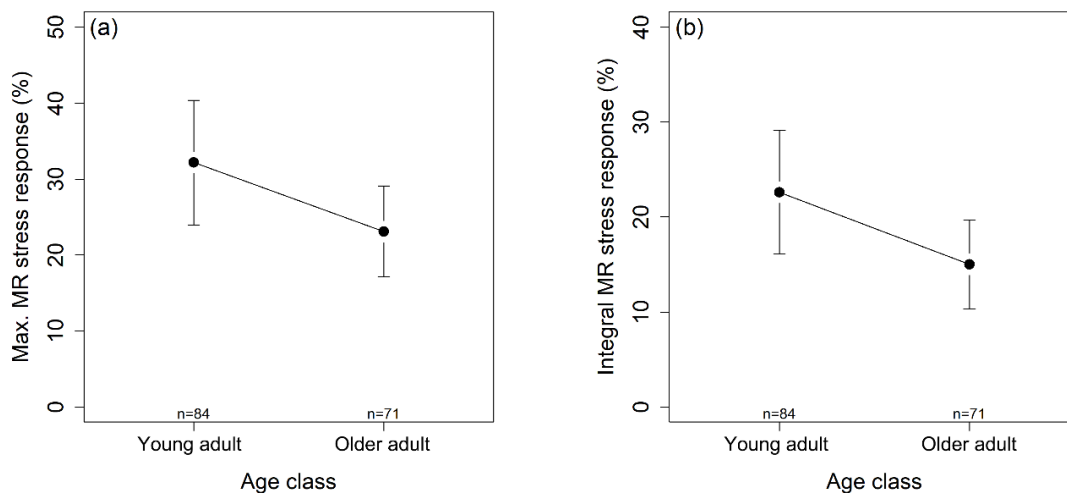 (a)
Max. MR stress response (%)
50
40
30
20
10
0
n=84 n=71
Young adult Older adult
Age class
(b)
Integral MR stress response (%)
40
30
20
10
0
n=84 n=71
Young adult Older adult
Age class